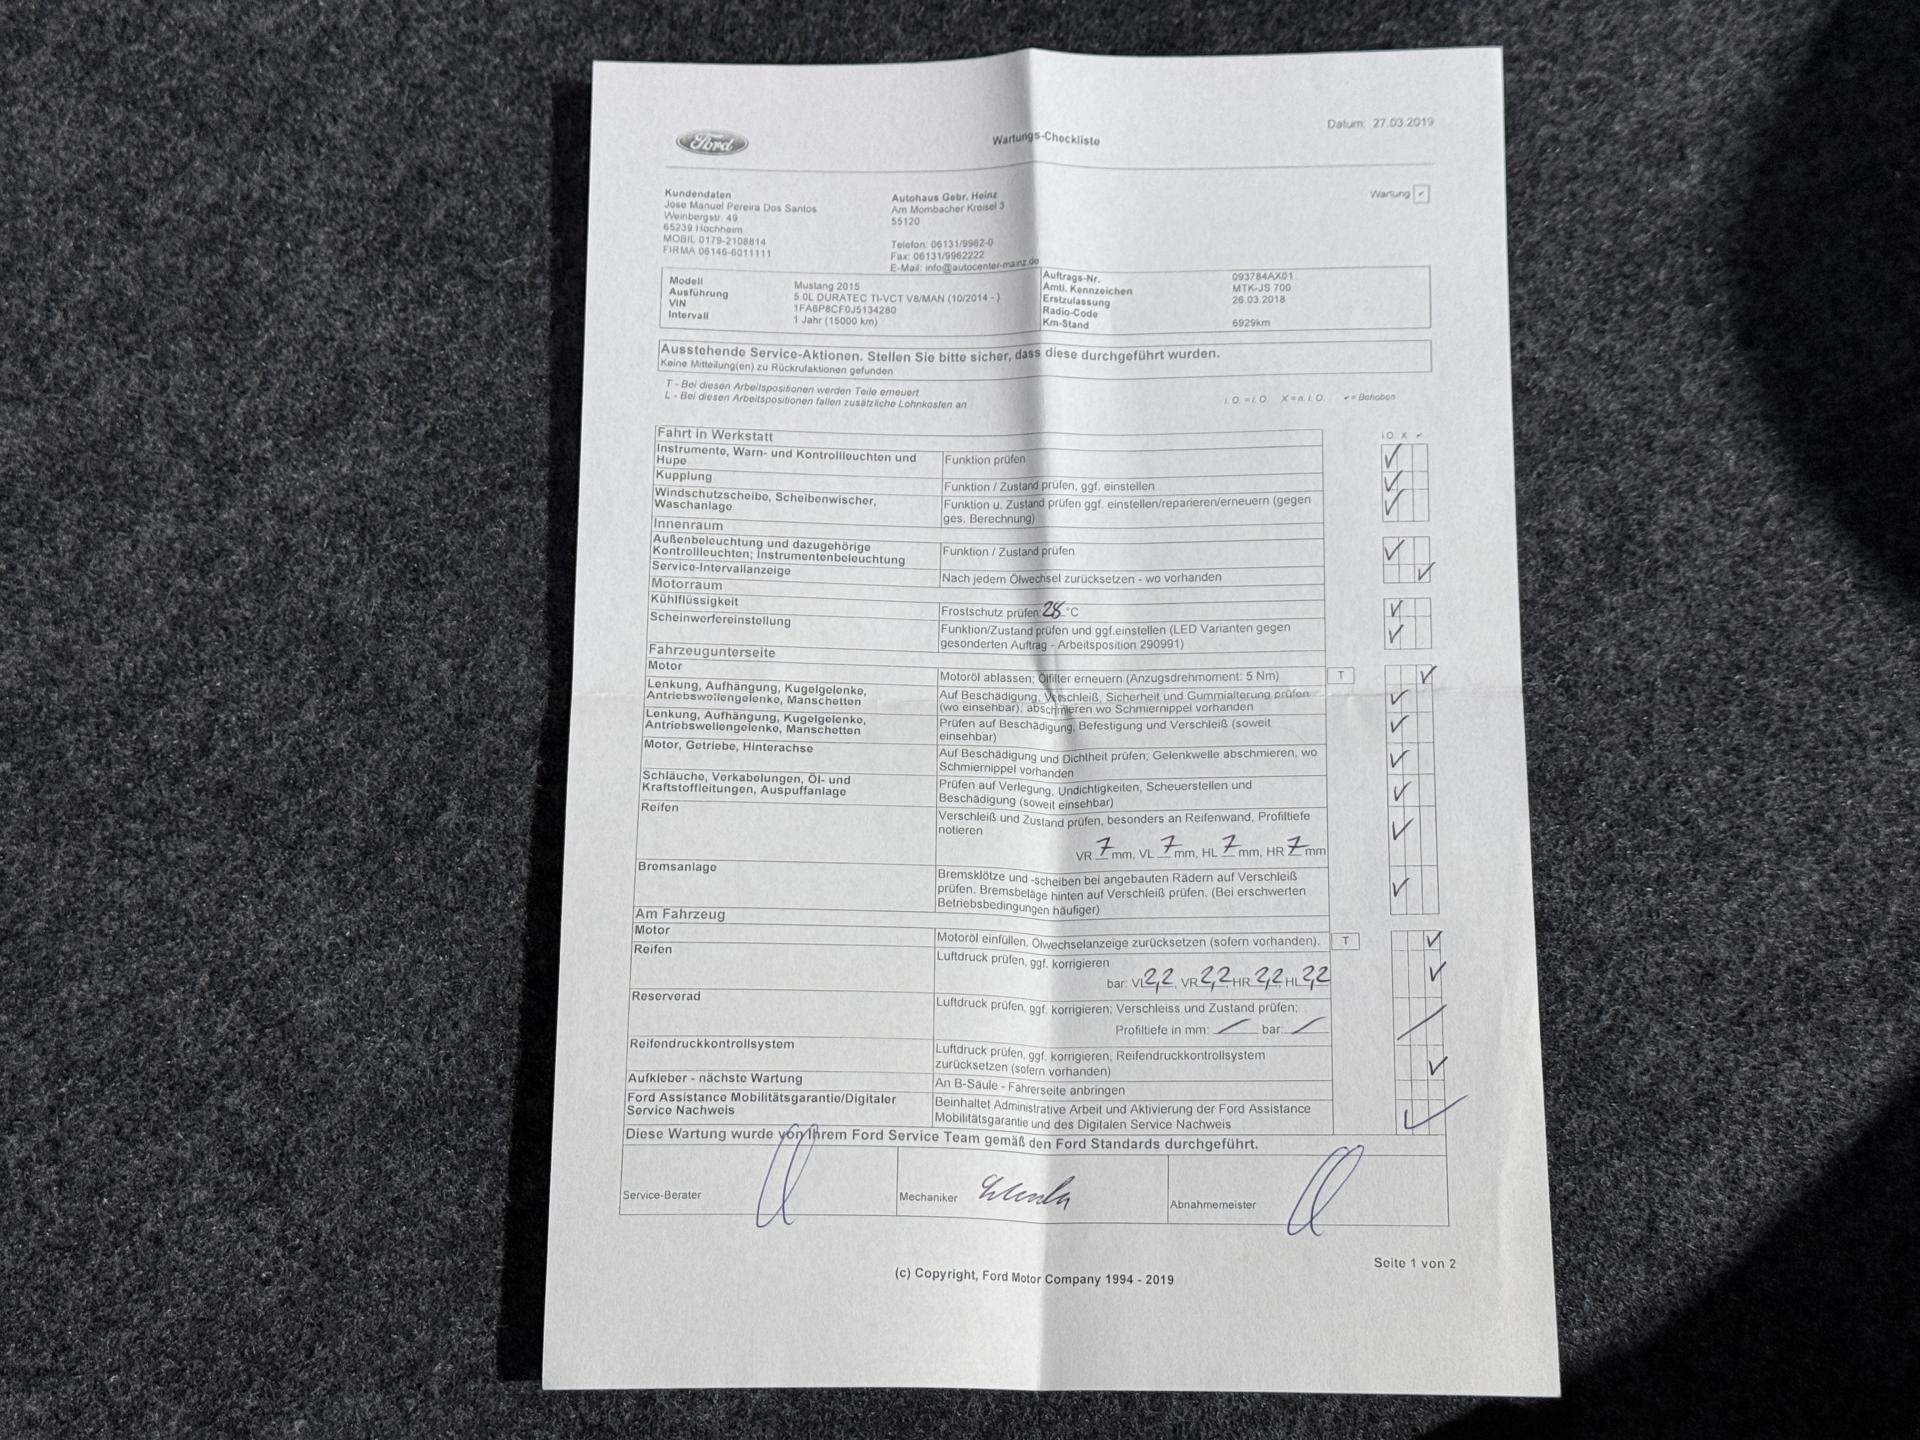 Ford
Wartungs-Checkliste
Datum: 27.03.2019
Wartung ✓
Kundendaten
Jose Manuel Pereira Dos Santos
Weinbergstr. 49
65239 Hochheim
MOBIL 0179-2108814
FIRMA 06146-6011111
Autohaus Gebr. Heinz
Am Mombacher Kreisel 3
55120
Telefon: 06131/9962-0
Fax: 06131/9962222
E-Mail: info@autocenter-mainz.de
Modell Mustang 2015
Ausführung 5.0L DURATEC TI-VCT V8/MAN (10/2014 - )
VIN 1FA6P8CF0J5134280
Intervall 1 Jahr (15000 km)
Auftrags-Nr. 093784AX01
Amtl. Kennzeichen MTK-JS 700
Erstzulassung 26.03.2018
Radio-Code
Km-Stand 6929km
Ausstehende Service-Aktionen. Stellen Sie bitte sicher, dass diese durchgeführt wurden.
Keine Mitteilung(en) zu Rückrufaktionen gefunden
T - Bei diesen Arbeitspositionen werden Teile erneuert
L - Bei diesen Arbeitspositionen fallen zusätzliche Lohnkosten an
i. O. = i. O. X = n. i. O. ✓ = Behoben
Fahrt in Werkstatt i.O. X ✓
Instrumente, Warn- und Kontrollleuchten und
Hupe
Funktion prüfen ✓
Kupplung Funktion / Zustand prüfen, ggf. einstellen ✓
Windschutzscheibe, Scheibenwischer,
Waschanlage
Funktion u. Zustand prüfen ggf. einstellen/reparieren/erneuern (gegen
ges. Berechnung) ✓
Innenraum
Außenbeleuchtung und dazugehörige
Kontrollleuchten; Instrumentenbeleuchtung
Funktion / Zustand prüfen ✓
Service-Intervallanzeige Nach jedem Ölwechsel zurücksetzen - wo vorhanden ✓
Motorraum
Kühlflüssigkeit Frostschutz prüfen: 28 °C ✓
Scheinwerfereinstellung Funktion/Zustand prüfen und ggf.einstellen (LED Varianten gegen
gesonderten Auftrag - Arbeitsposition 290991) ✓
Fahrzeugunterseite
Motor Motoröl ablassen; Ölfilter erneuern (Anzugsdrehmoment: 5 Nm) T ✓
Lenkung, Aufhängung, Kugelgelenke,
Antriebswellengelenke, Manschetten
Auf Beschädigung, Verschleiß, Sicherheit und Gummialterung prüfen
(wo einsehbar), abschmieren wo Schmiernippel vorhanden ✓
Lenkung, Aufhängung, Kugelgelenke,
Antriebswellengelenke, Manschetten
Prüfen auf Beschädigung, Befestigung und Verschleiß (soweit
einsehbar) ✓
Motor, Getriebe, Hinterachse Auf Beschädigung und Dichtheit prüfen; Gelenkwelle abschmieren, wo
Schmiernippel vorhanden ✓
Schläuche, Verkabelungen, Öl- und
Kraftstoffleitungen, Auspuffanlage
Prüfen auf Verlegung, Undichtigkeiten, Scheuerstellen und
Beschädigung (soweit einsehbar) ✓
Reifen Verschleiß und Zustand prüfen, besonders an Reifenwand, Profiltiefe
notieren ✓
VR 7 mm, VL 7 mm, HL 7 mm, HR 7 mm
Bremsanlage Bremsklötze und -scheiben bei angebauten Rädern auf Verschleiß
prüfen. Bremsbeläge hinten auf Verschleiß prüfen. (Bei erschwerten
Betriebsbedingungen häufiger) ✓
Am Fahrzeug
Motor Motoröl einfüllen. Ölwechselanzeige zurücksetzen (sofern vorhanden). T ✓
Reifen Luftdruck prüfen, ggf. korrigieren ✓
bar: VL 2,2, VR 2,2 HR 2,2 HL 2,2
Reserverad Luftdruck prüfen, ggf. korrigieren; Verschleiss und Zustand prüfen;
Profiltiefe in mm: / bar: /
Reifendruckkontrollsystem Luftdruck prüfen, ggf. korrigieren, Reifendruckkontrollsystem
zurücksetzen (sofern vorhanden) ✓
Aufkleber - nächste Wartung An B-Säule - Fahrerseite anbringen
Ford Assistance Mobilitätsgarantie/Digitaler
Service Nachweis
Beinhaltet Administrative Arbeit und Aktivierung der Ford Assistance
Mobilitätsgarantie und des Digitalen Service Nachweis ✓
Diese Wartung wurde von Ihrem Ford Service Team gemäß den Ford Standards durchgeführt.
Service-Berater Mechaniker Abnahmemeister
Seite 1 von 2
(c) Copyright, Ford Motor Company 1994 - 2019